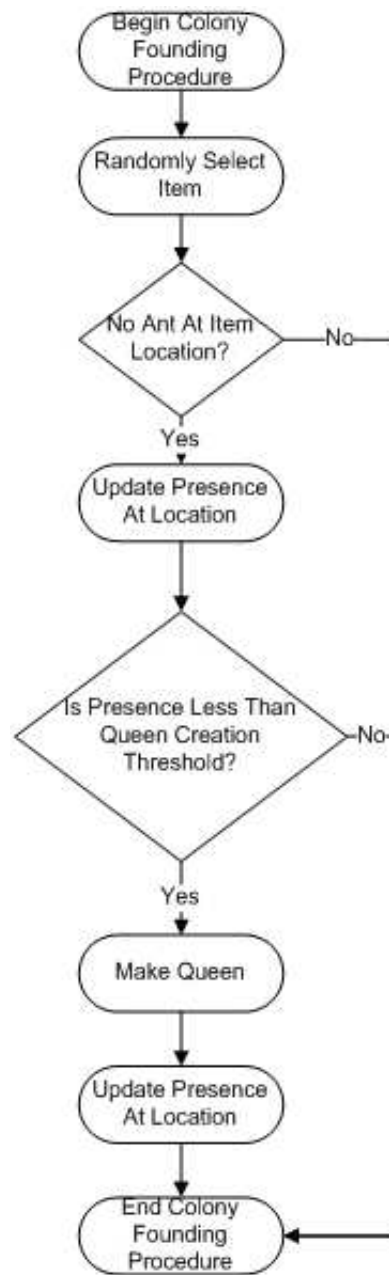 Begin Colony
Founding
Procedure
Randomly Select
Item
No Ant At Item
Location?
No
Yes
Update Presence
At Location
Is Presence Less Than
Queen Creation
Threshold?
No
Yes
Make Queen
Update Presence
At Location
End Colony
Founding
Procedure